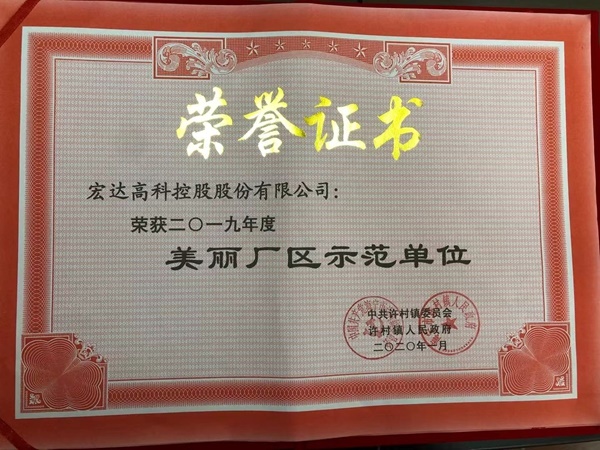 荣誉证书
宏达高科控股股份有限公司：
荣获二〇一九年度
美丽厂区示范单位
中共许村镇委员会
许村镇人民政府
二〇二〇年一月